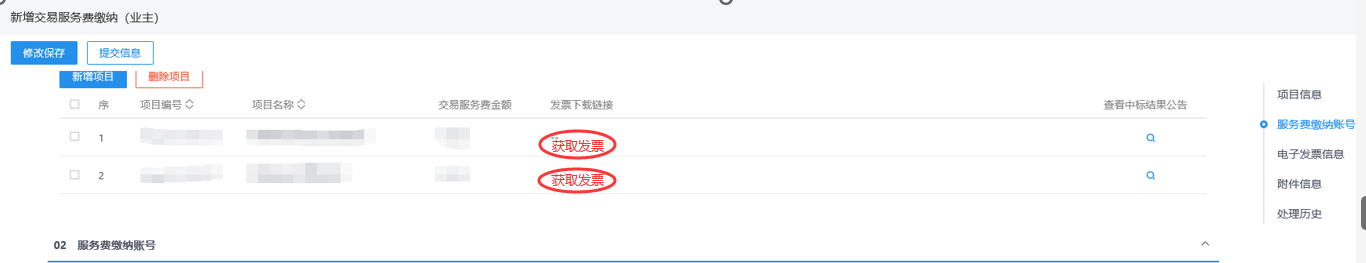 新增交易服务费缴纳（业主）
修改保存 提交信息
新增项目 删除项目
序 项目编号 项目名称 交易服务费金额 发票下载链接 查看中标结果公告
1 获取发票
2 获取发票
02 服务费缴纳账号
项目信息
服务费缴纳账号
电子发票信息
附件信息
处理历史